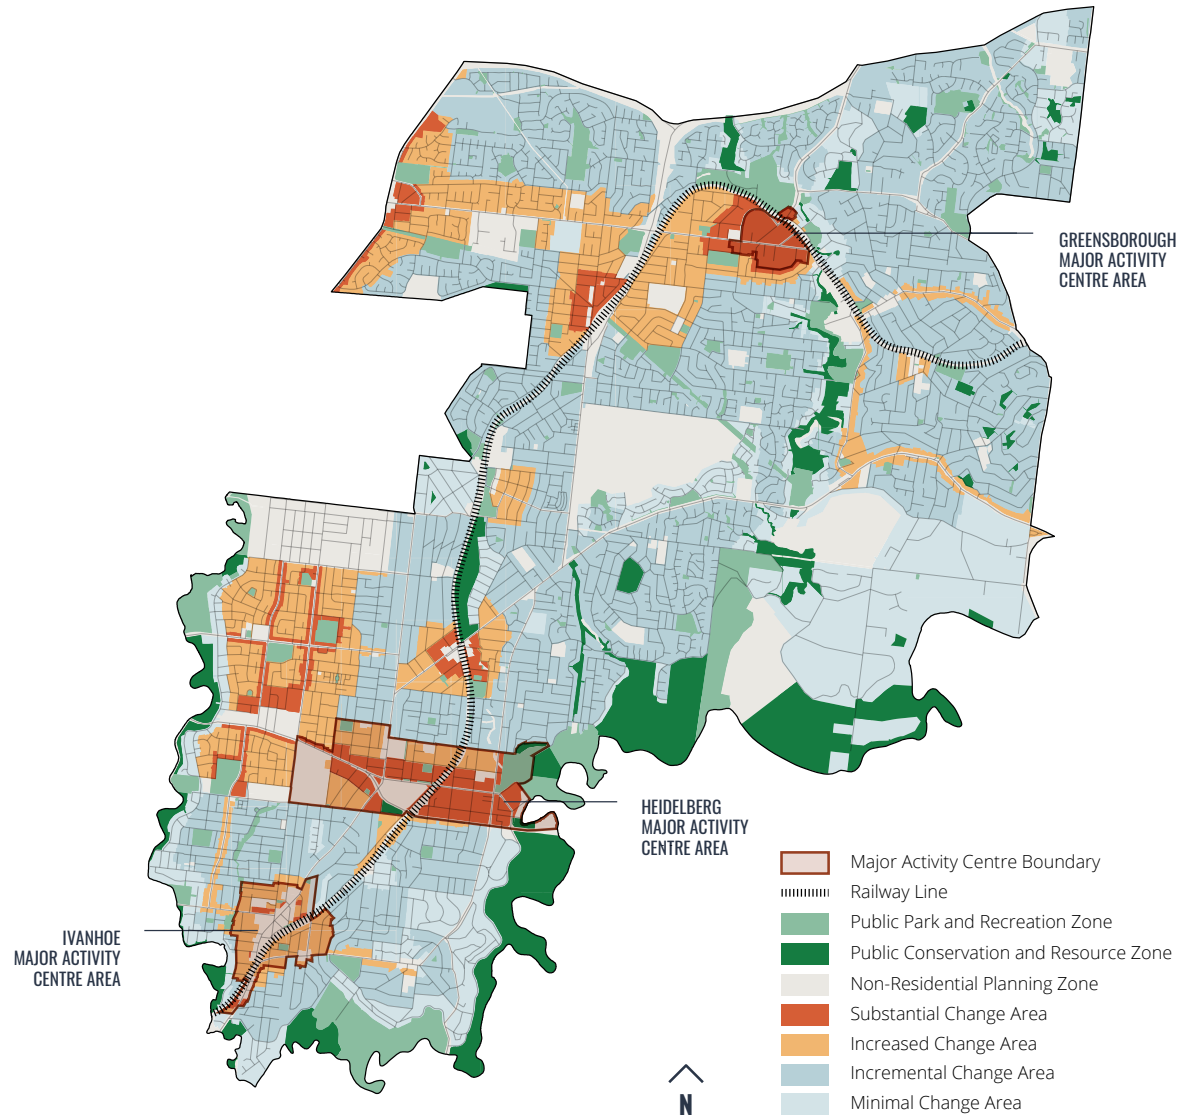 GREENSBOROUGH
MAJOR ACTIVITY
CENTRE AREA
HEIDELBERG
MAJOR ACTIVITY
CENTRE AREA
IVANHOE
MAJOR ACTIVITY
CENTRE AREA
Major Activity Centre Boundary
Railway Line
Public Park and Recreation Zone
Public Conservation and Resource Zone
Non-Residential Planning Zone
Substantial Change Area
Increased Change Area
Incremental Change Area
Minimal Change Area
N